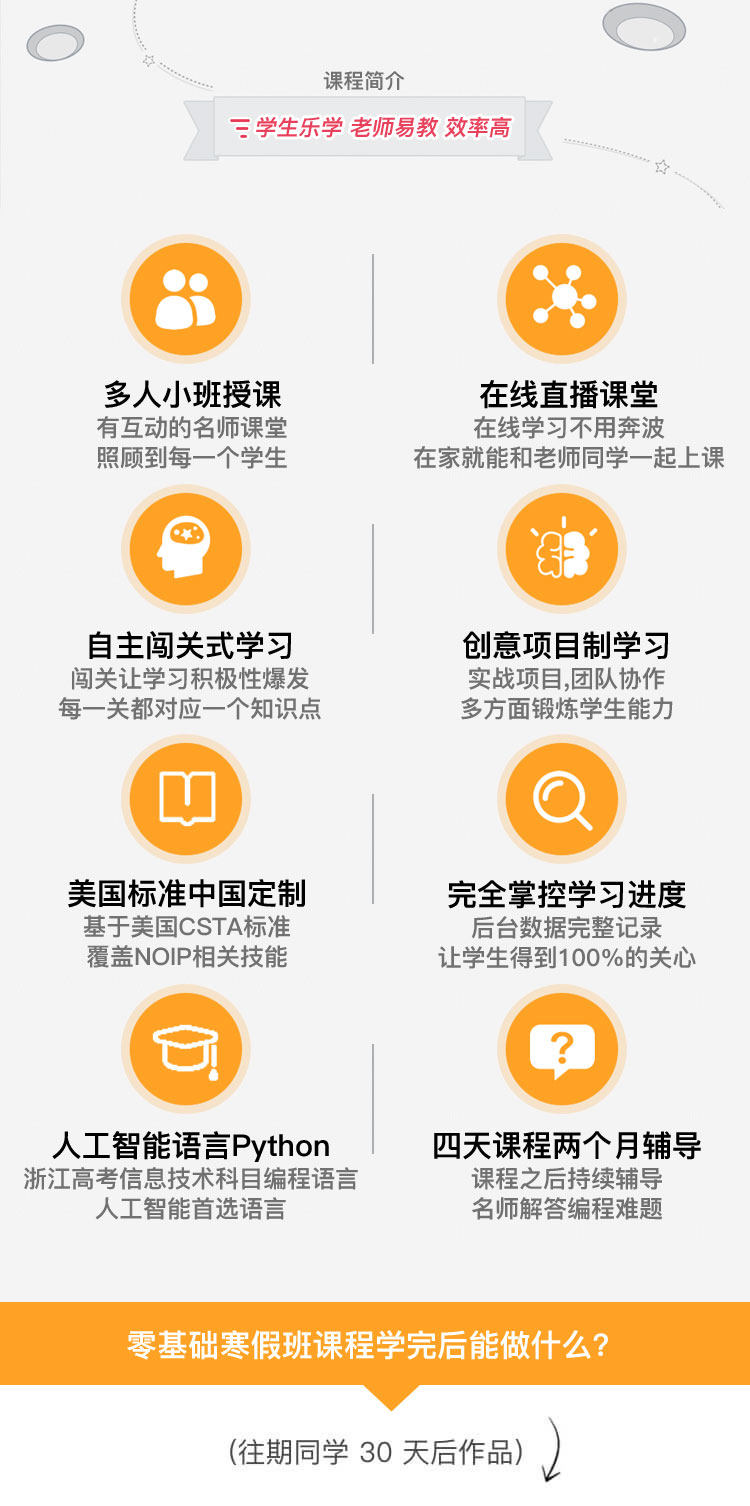 课程简介
学生乐学 老师易教 效率高
多人小班授课
有互动的名师课堂
照顾到每一个学生
在线直播课堂
在线学习不用奔波
在家就能和老师同学一起上课
自主闯关式学习
闯关让学习积极性爆发
每一关都对应一个知识点
创意项目制学习
实战项目,团队协作
多方面锻炼学生能力
美国标准中国定制
基于美国CSTA标准
覆盖NOIP相关技能
完全掌控学习进度
后台数据完整记录
让学生得到100%的关心
人工智能语言Python
浙江高考信息技术科目编程语言
人工智能首选语言
?
四天课程两个月辅导
课程之后持续辅导
名师解答编程难题
零基础寒假班课程学完后能做什么?
(往期同学 30 天后作品)